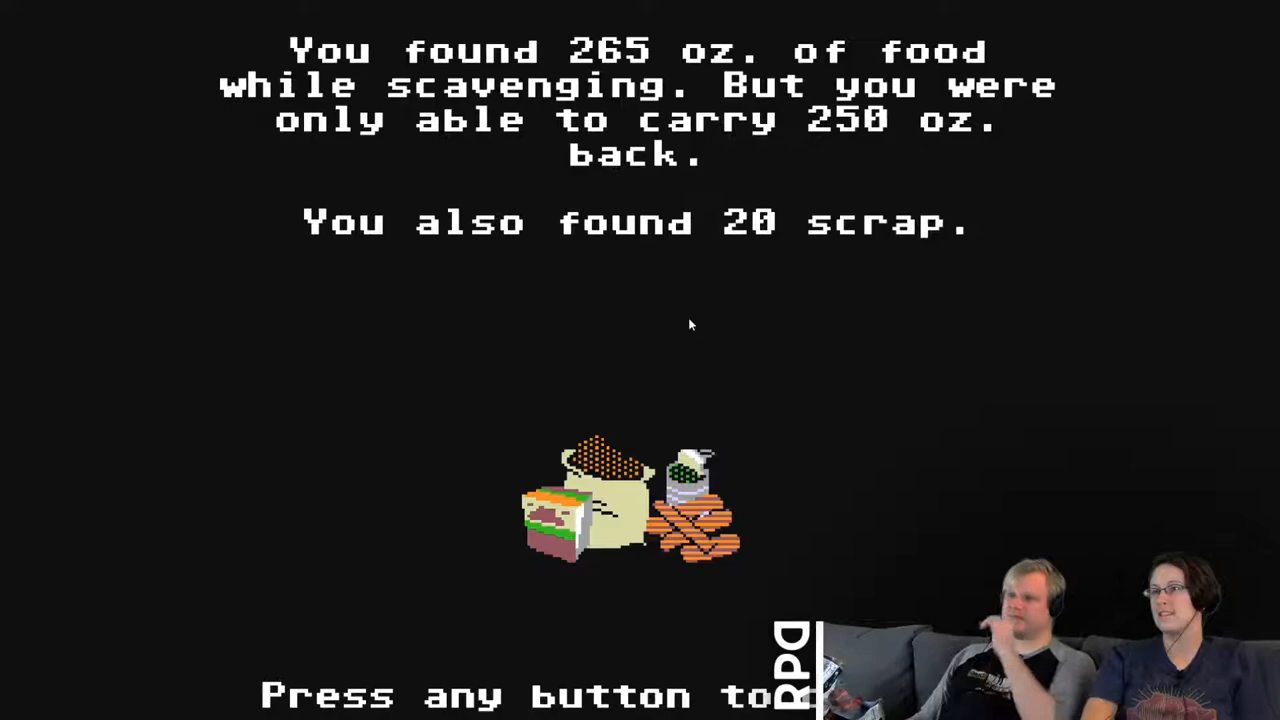 You found 265 oz. of food
while scavenging. But you were
only able to carry 250 oz.
back.
You also found 20 scrap.
Press any button to
RPD